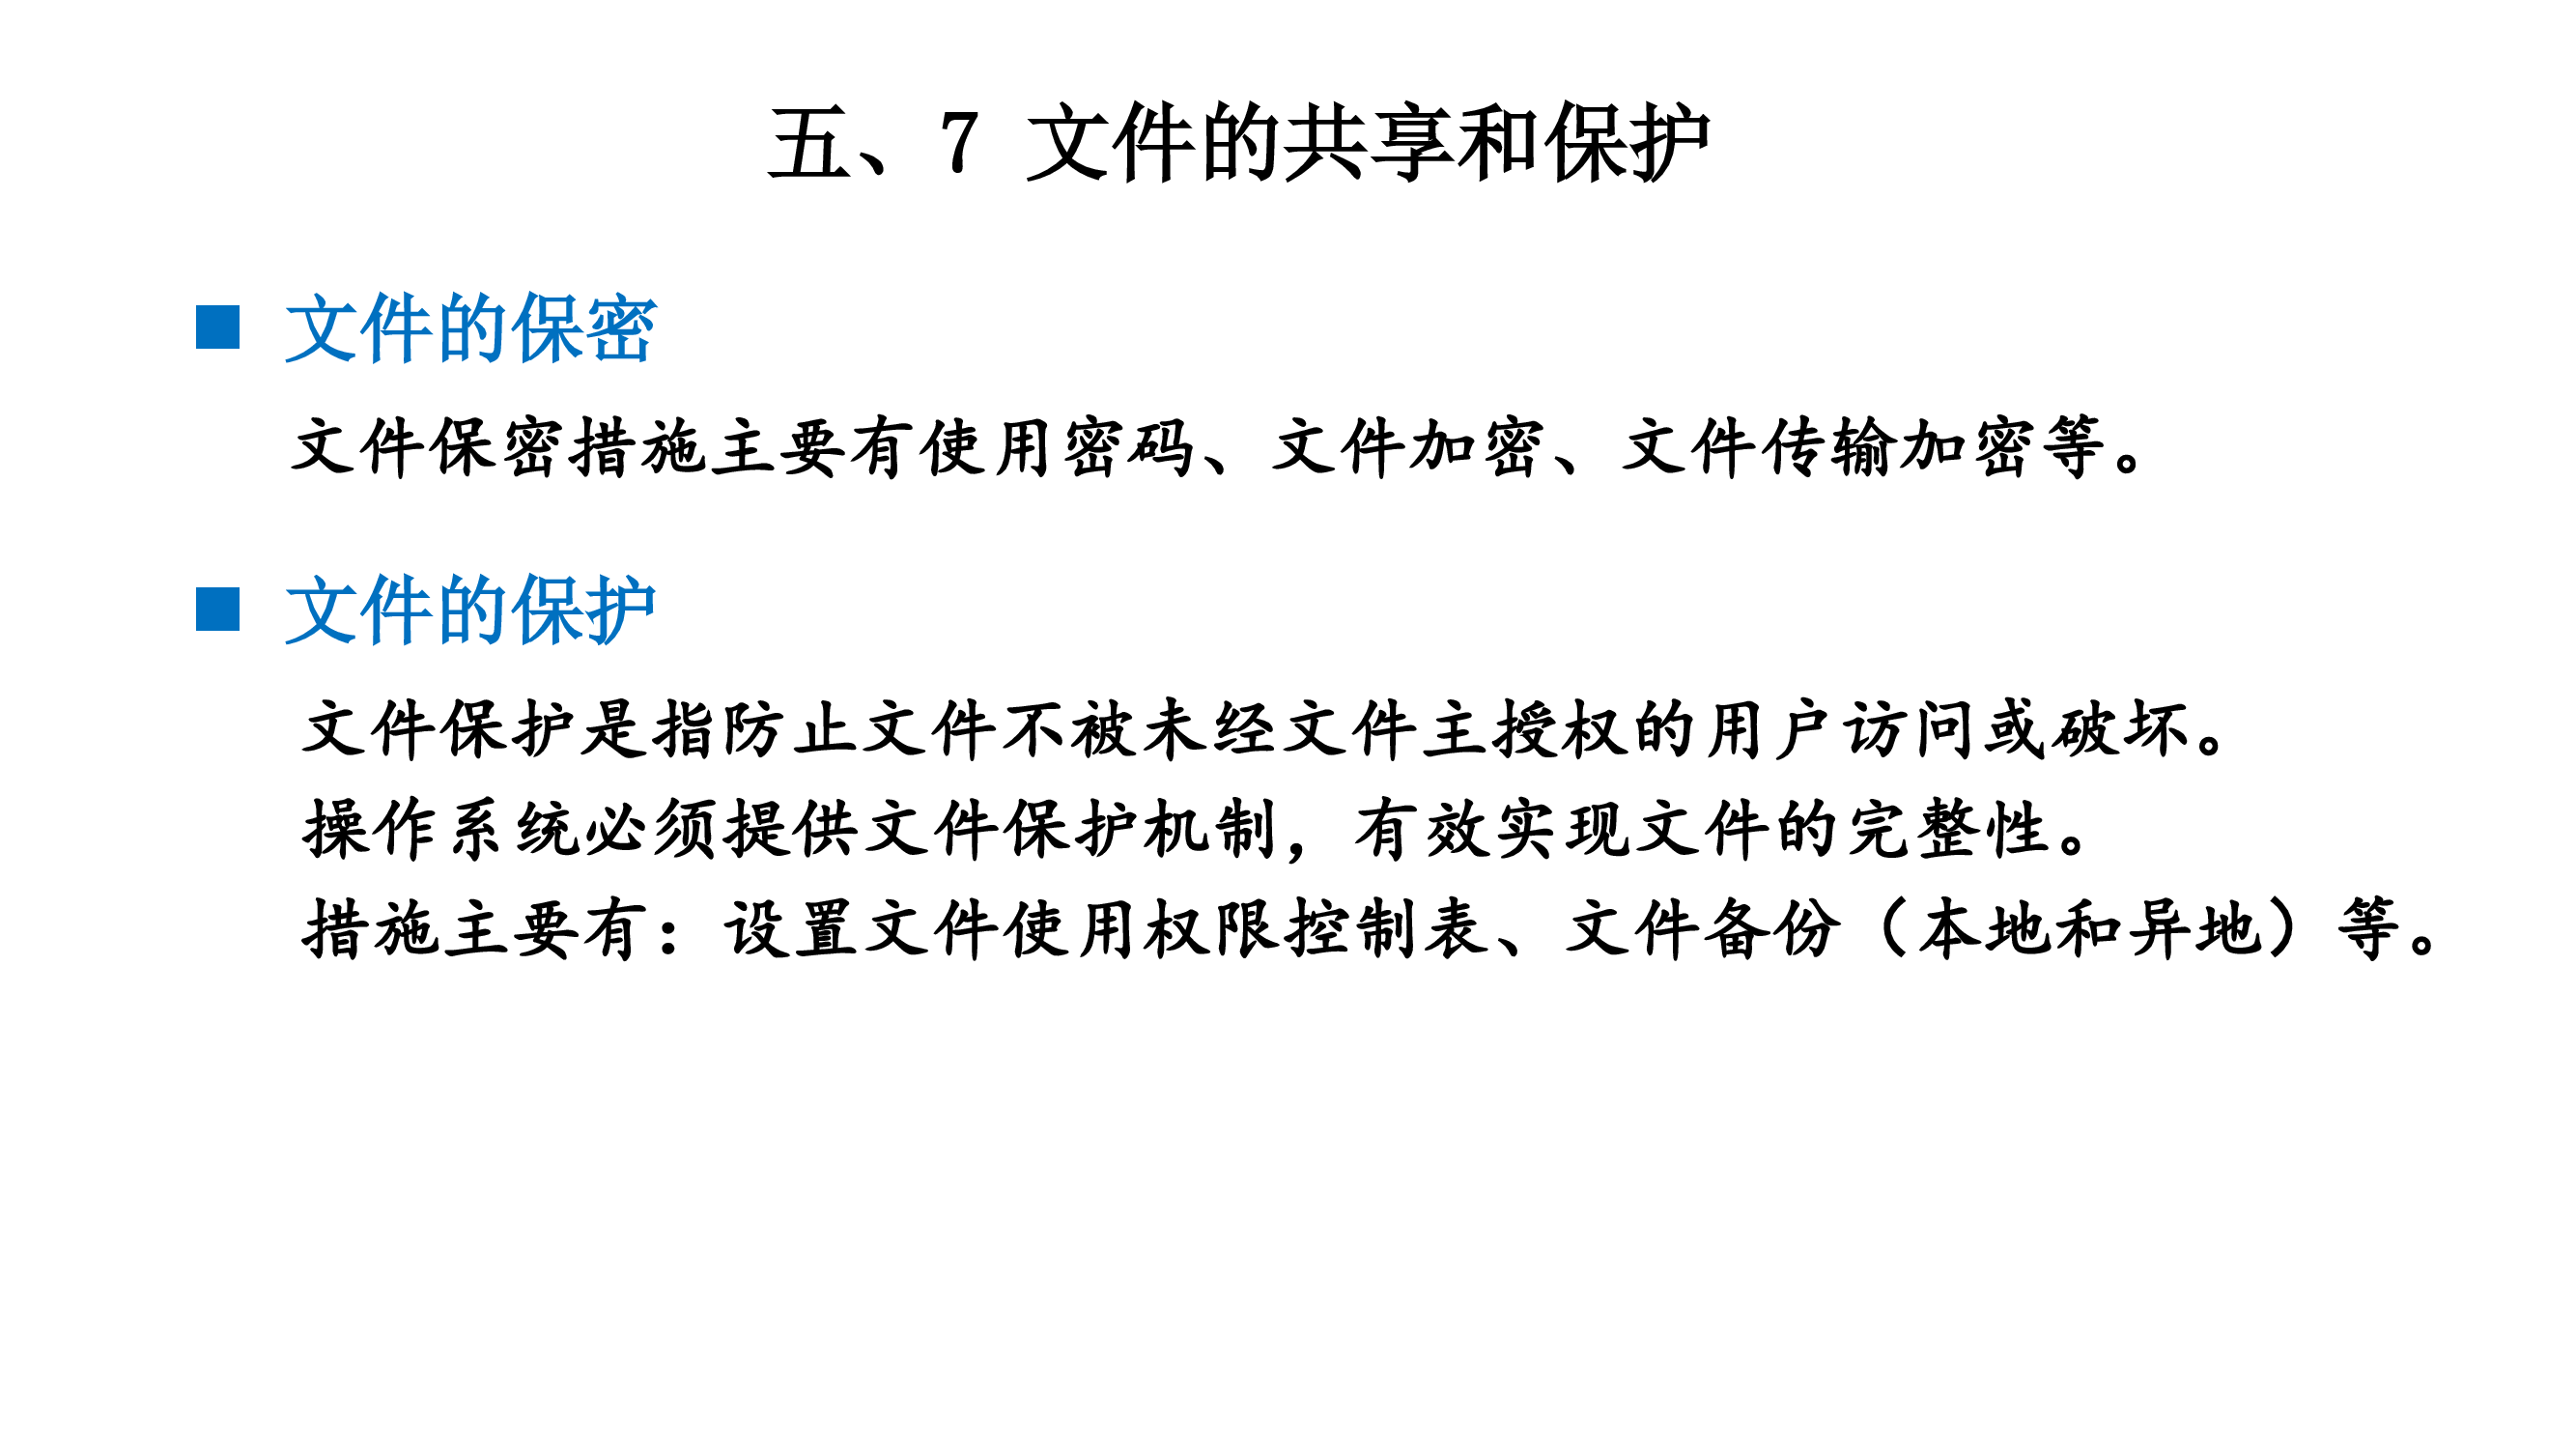 五、7 文件的共享和保护
文件的保密
文件保密措施主要有使用密码、文件加密、文件传输加密等。
文件的保护
文件保护是指防止文件不被未经文件主授权的用户访问或破坏。
操作系统必须提供文件保护机制，有效实现文件的完整性。
措施主要有：设置文件使用权限控制表、文件备份（本地和异地）等。